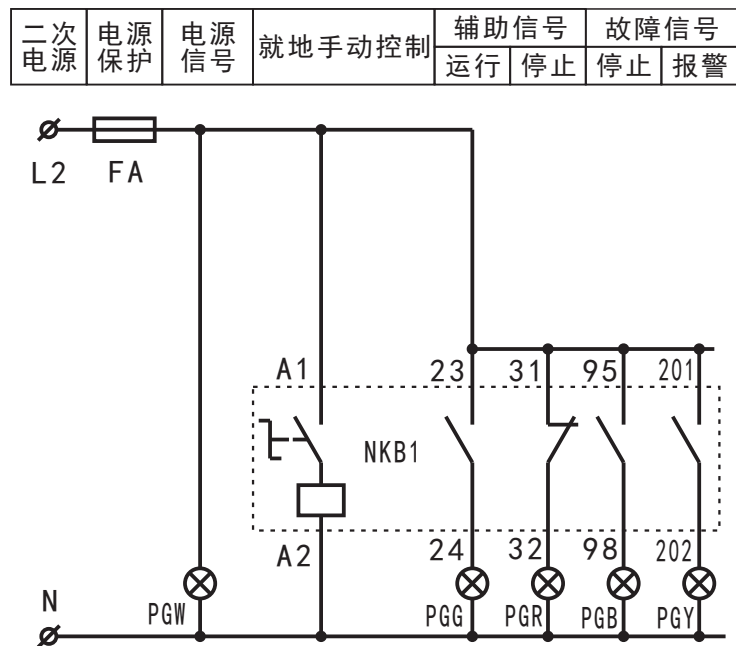 二次电源 电源保护 电源信号 就地手动控制 辅助信号 故障信号
运行 停止 停止 报警
L2 FA
A1 23 31 95 201
NKB1
A2 24 32 98 202
N PGW PGG PGR PGB PGY